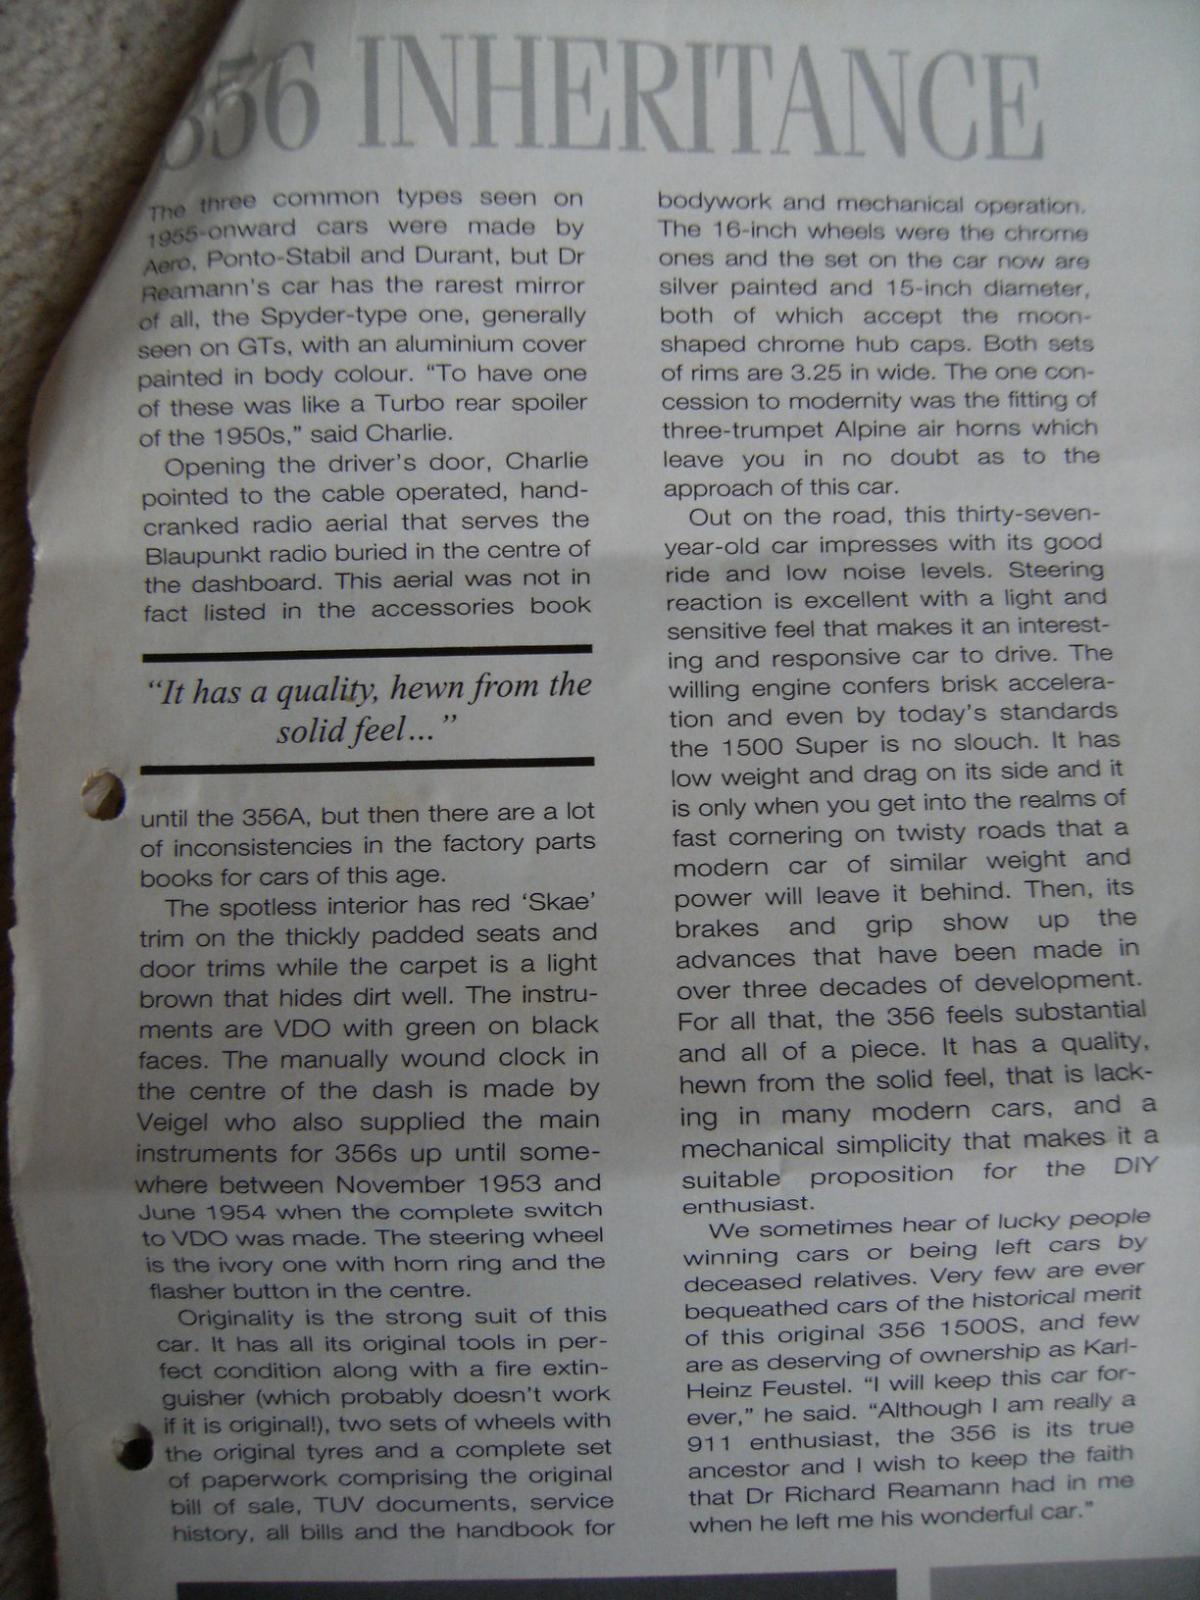 356 INHERITANCE
The three common types seen on
1955-onward cars were made by
Aero, Ponto-Stabil and Durant, but Dr
Reamann's car has the rarest mirror
of all, the Spyder-type one, generally
seen on GTs, with an aluminium cover
painted in body colour. “To have one
of these was like a Turbo rear spoiler
of the 1950s,” said Charlie.
Opening the driver's door, Charlie
pointed to the cable operated, hand-
cranked radio aerial that serves the
Blaupunkt radio buried in the centre of
the dashboard. This aerial was not in
fact listed in the accessories book
“It has a quality, hewn from the
solid feel...”
until the 356A, but then there are a lot
of inconsistencies in the factory parts
books for cars of this age.
The spotless interior has red ‘Skae’
trim on the thickly padded seats and
door trims while the carpet is a light
brown that hides dirt well. The instru-
ments are VDO with green on black
faces. The manually wound clock in
the centre of the dash is made by
Veigel who also supplied the main
instruments for 356s up until some-
where between November 1953 and
June 1954 when the complete switch
to VDO was made. The steering wheel
is the ivory one with horn ring and the
flasher button in the centre.
Originality is the strong suit of this
car. It has all its original tools in per-
fect condition along with a fire extin-
guisher (which probably doesn't work
if it is original!), two sets of wheels with
the original tyres and a complete set
of paperwork comprising the original
bill of sale, TUV documents, service
history, all bills and the handbook for
bodywork and mechanical operation.
The 16-inch wheels were the chrome
ones and the set on the car now are
silver painted and 15-inch diameter,
both of which accept the moon-
shaped chrome hub caps. Both sets
of rims are 3.25 in wide. The one con-
cession to modernity was the fitting of
three-trumpet Alpine air horns which
leave you in no doubt as to the
approach of this car.
Out on the road, this thirty-seven-
year-old car impresses with its good
ride and low noise levels. Steering
reaction is excellent with a light and
sensitive feel that makes it an interest-
ing and responsive car to drive. The
willing engine confers brisk accelera-
tion and even by today's standards
the 1500 Super is no slouch. It has
low weight and drag on its side and it
is only when you get into the realms of
fast cornering on twisty roads that a
modern car of similar weight and
power will leave it behind. Then, its
brakes and grip show up the
advances that have been made in
over three decades of development.
For all that, the 356 feels substantial
and all of a piece. It has a quality,
hewn from the solid feel, that is lack-
ing in many modern cars, and a
mechanical simplicity that makes it a
suitable proposition for the DIY
enthusiast.
We sometimes hear of lucky people
winning cars or being left cars by
deceased relatives. Very few are ever
bequeathed cars of the historical merit
of this original 356 1500S, and few
are as deserving of ownership as Karl-
Heinz Feustel. “I will keep this car for-
ever,” he said. “Although I am really a
911 enthusiast, the 356 is its true
ancestor and I wish to keep the faith
that Dr Richard Reamann had in me
when he left me his wonderful car.”